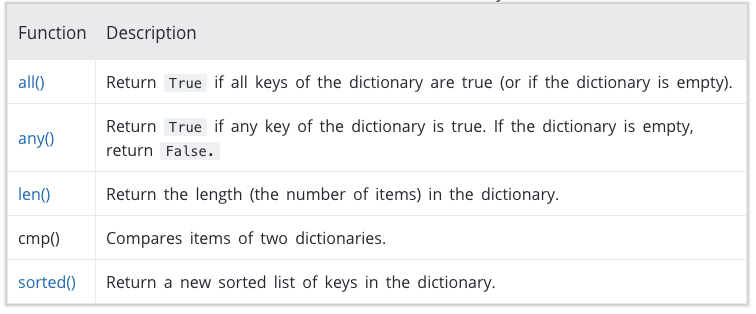 Function Description
all() Return True if all keys of the dictionary are true (or if the dictionary is empty).
any() Return True if any key of the dictionary is true. If the dictionary is empty,
return False.
len() Return the length (the number of items) in the dictionary.
cmp() Compares items of two dictionaries.
sorted() Return a new sorted list of keys in the dictionary.